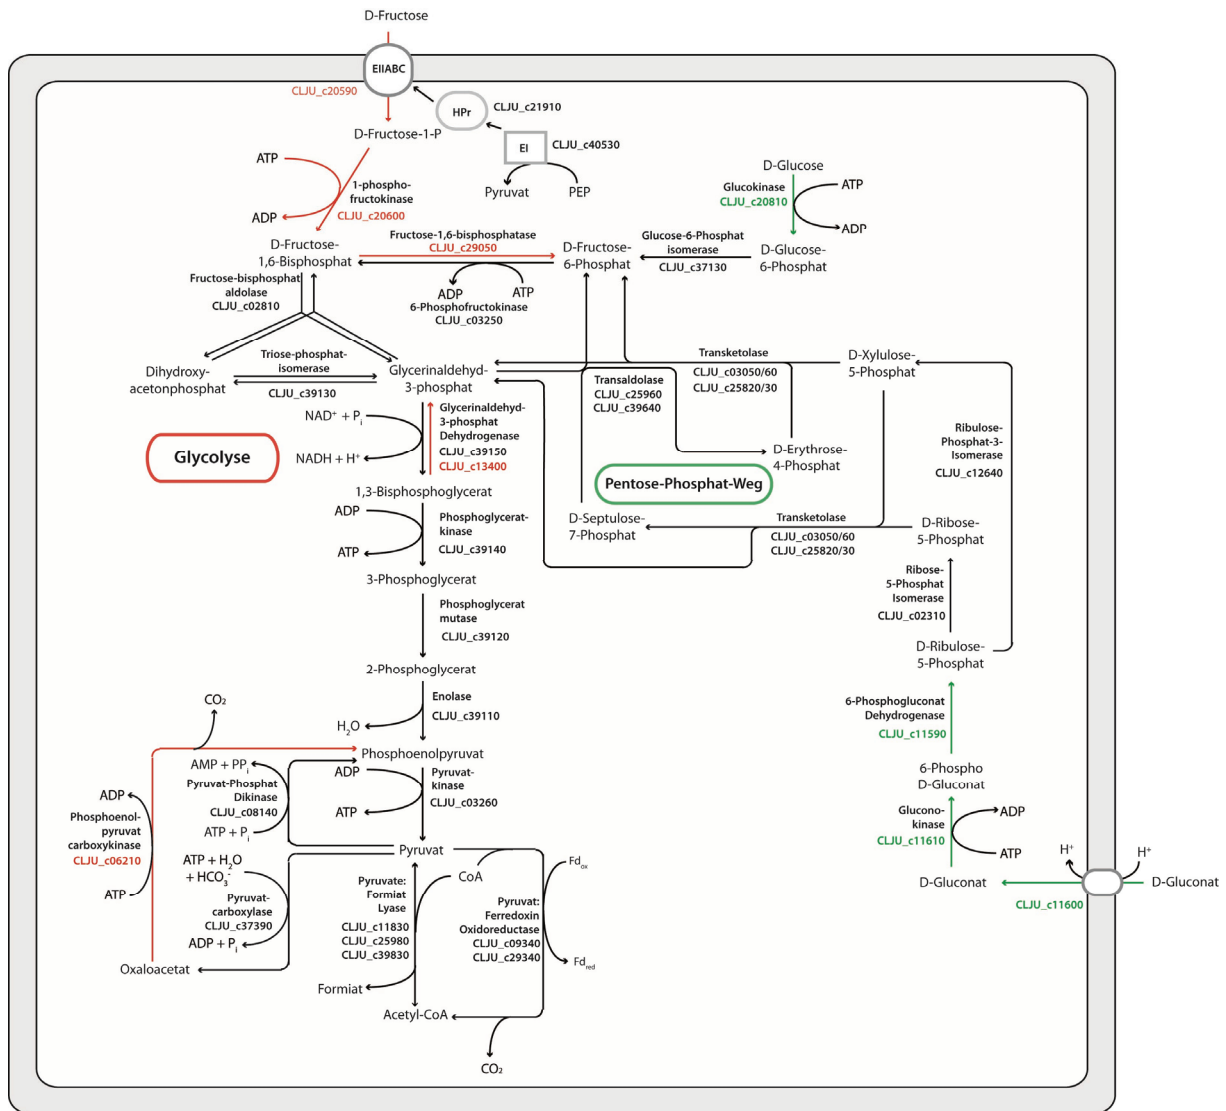 D-Fructose
EIIABC
CLJU_c20590
HPr
CLJU_c21910
D-Fructose-1-P
EI
CLJU_c40530
Pyruvat
PEP
ATP
1-phospho-
fructokinase
CLJU_c20600
ADP
D-Glucose
Glucokinase
CLJU_c20810
ATP
ADP
D-Fructose-
1,6-Bisphosphat
Fructose-1,6-bisphosphatase
CLJU_c29050
D-Fructose-
6-Phosphat
Glucose-6-Phosphat
isomerase
CLJU_c37130
D-Glucose-
6-Phosphat
ADP
ATP
6-Phosphofructokinase
CLJU_c03250
Fructose-bisphosphat
aldolase
CLJU_c02810
Dihydroxy-
acetonphosphat
Triose-phosphat-
isomerase
CLJU_c39130
Glycerinaldehyd-
3-phosphat
Transketolase
CLJU_c03050/60
CLJU_c25820/30
D-Xylulose-
5-Phosphat
Transaldolase
CLJU_c25960
CLJU_c39640
NAD⁺ + Pᵢ
NADH + H⁺
Glycerinaldehyd-
3-phosphat
Dehydrogenase
CLJU_c39150
CLJU_c13400
Glycolyse
D-Erythrose-
4-Phosphat
Ribulose-
Phosphat-3-
Isomerase
CLJU_c12640
Pentose-Phosphat-Weg
1,3-Bisphosphoglycerat
ADP
ATP
Phosphoglycerat-
kinase
CLJU_c39140
D-Septulose-
7-Phosphat
Transketolase
CLJU_c03050/60
CLJU_c25820/30
D-Ribose-
5-Phosphat
3-Phosphoglycerat
Ribose-
5-Phosphat
Isomerase
CLJU_c02310
Phosphoglycerat
mutase
CLJU_c39120
D-Ribulose-
5-Phosphat
2-Phosphoglycerat
Enolase
CLJU_c39110
H₂O
CO₂
6-Phosphogluconat
Dehydrogenase
CLJU_c11590
Phosphoenolpyruvat
AMP + PPᵢ
Pyruvat-Phosphat
Dikinase
CLJU_c08140
ATP + Pᵢ
ADP
ATP
Pyruvat-
kinase
CLJU_c03260
6-Phospho
D-Gluconat
ADP
Phosphoenol-
pyruvat
carboxykinase
CLJU_c06210
ATP
Glucono-
kinase
CLJU_c11610
ADP
ATP
Pyruvat
ATP + H₂O
+ HCO₃⁻
Pyruvat-
carboxylase
CLJU_c37390
ADP + Pᵢ
Oxaloacetat
CoA
Pyruvate:
Formiat
Lyase
CLJU_c11830
CLJU_c25980
CLJU_c39830
Formiat
Acetyl-CoA
Fd_ox
Pyruvat:
Ferredoxin
Oxidoreductase
CLJU_c09340
CLJU_c29340
Fd_red
CO₂
H⁺
H⁺
D-Gluconat
D-Gluconat
CLJU_c11600